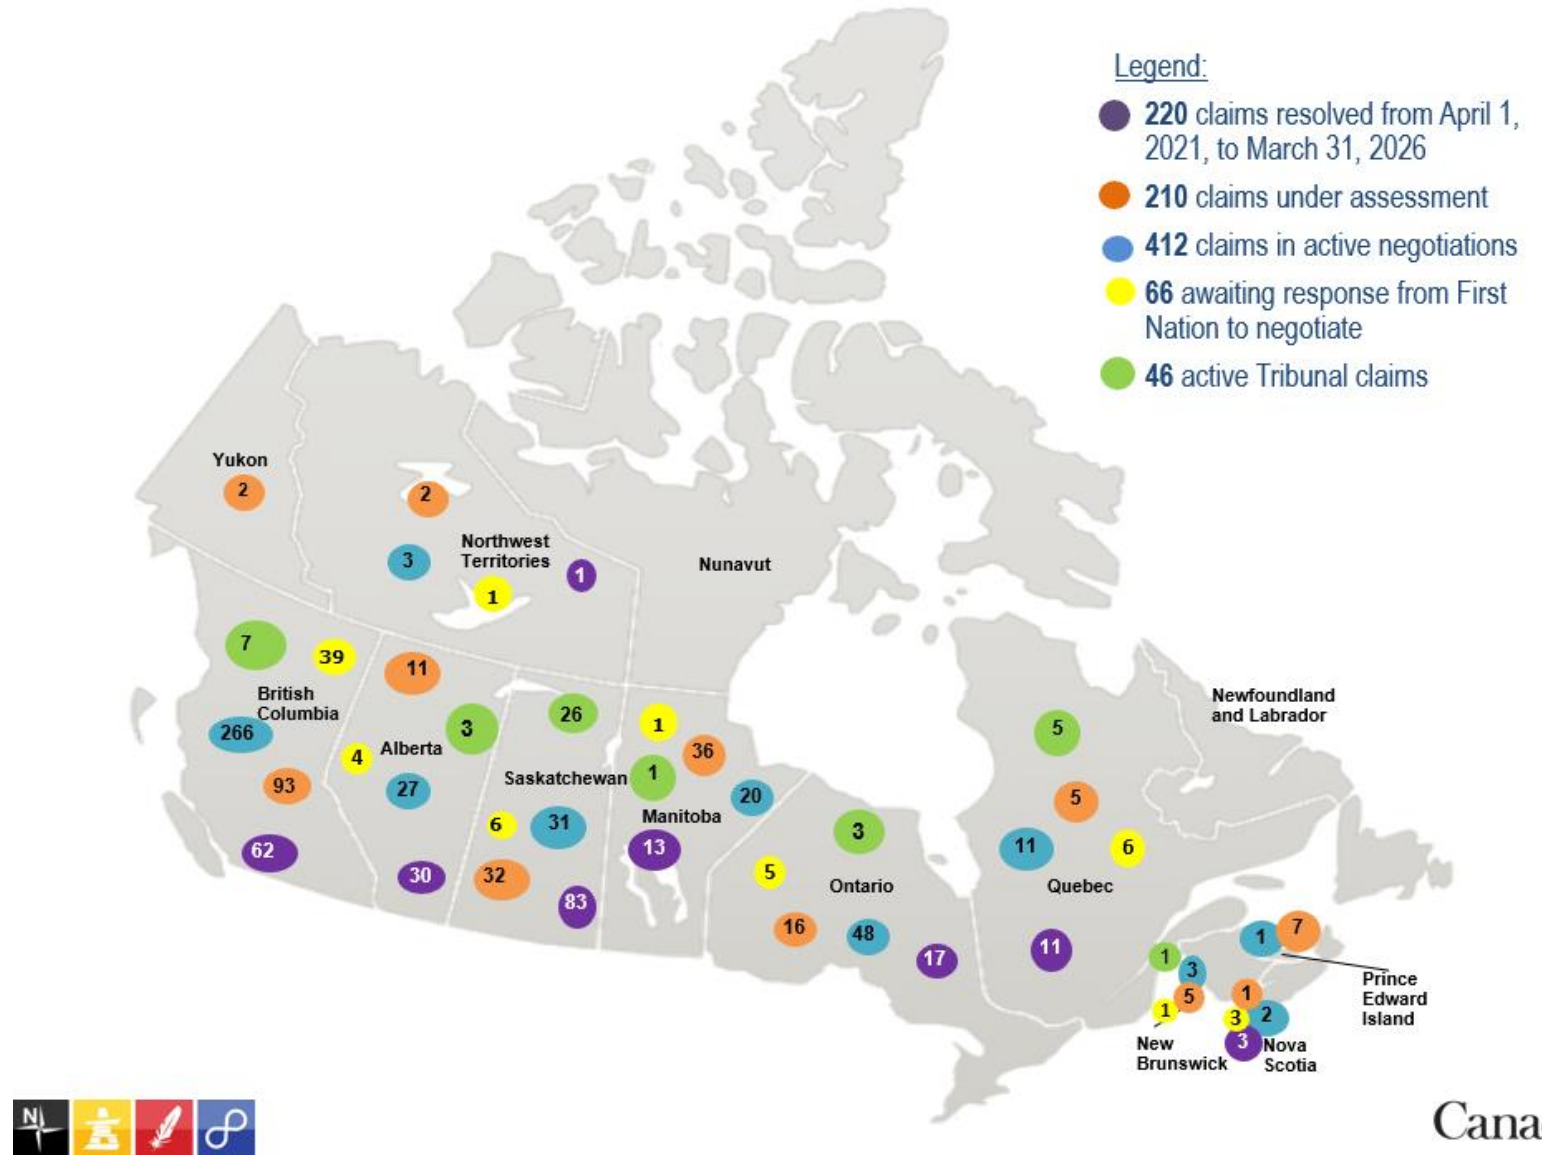 Legend:
220 claims resolved from April 1,
2021, to March 31, 2026
210 claims under assessment
412 claims in active negotiations
66 awaiting response from First
Nation to negotiate
46 active Tribunal claims
Yukon
2
2
Northwest
Territories
3
1
1
Nunavut
7
39
British
Columbia
266
93
62
11
3
4
Alberta
27
30
26
Saskatchewan
6
31
32
83
1
36
1
20
Manitoba
13
3
5
Ontario
16
48
17
5
5
11
6
Quebec
11
Newfoundland
and Labrador
1
7
Prince
Edward
Island
1
3
5
1
New
Brunswick
1
3
2
3
Nova
Scotia
N
Cana